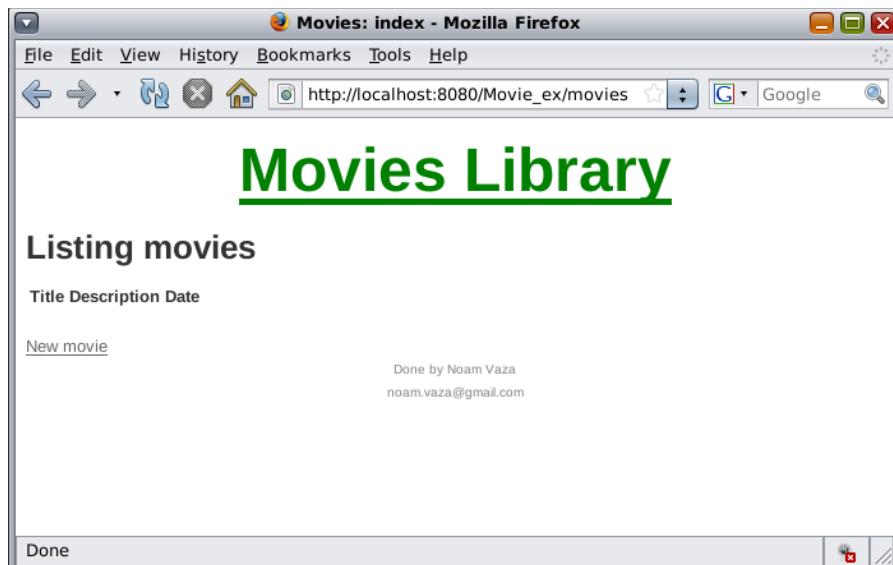 Movies: index - Mozilla Firefox
File Edit View History Bookmarks Tools Help
http://localhost:8080/Movie_ex/movies G Google
Movies Library
Listing movies
Title Description Date
New movie
Done by Noam Vaza
noam.vaza@gmail.com
Done